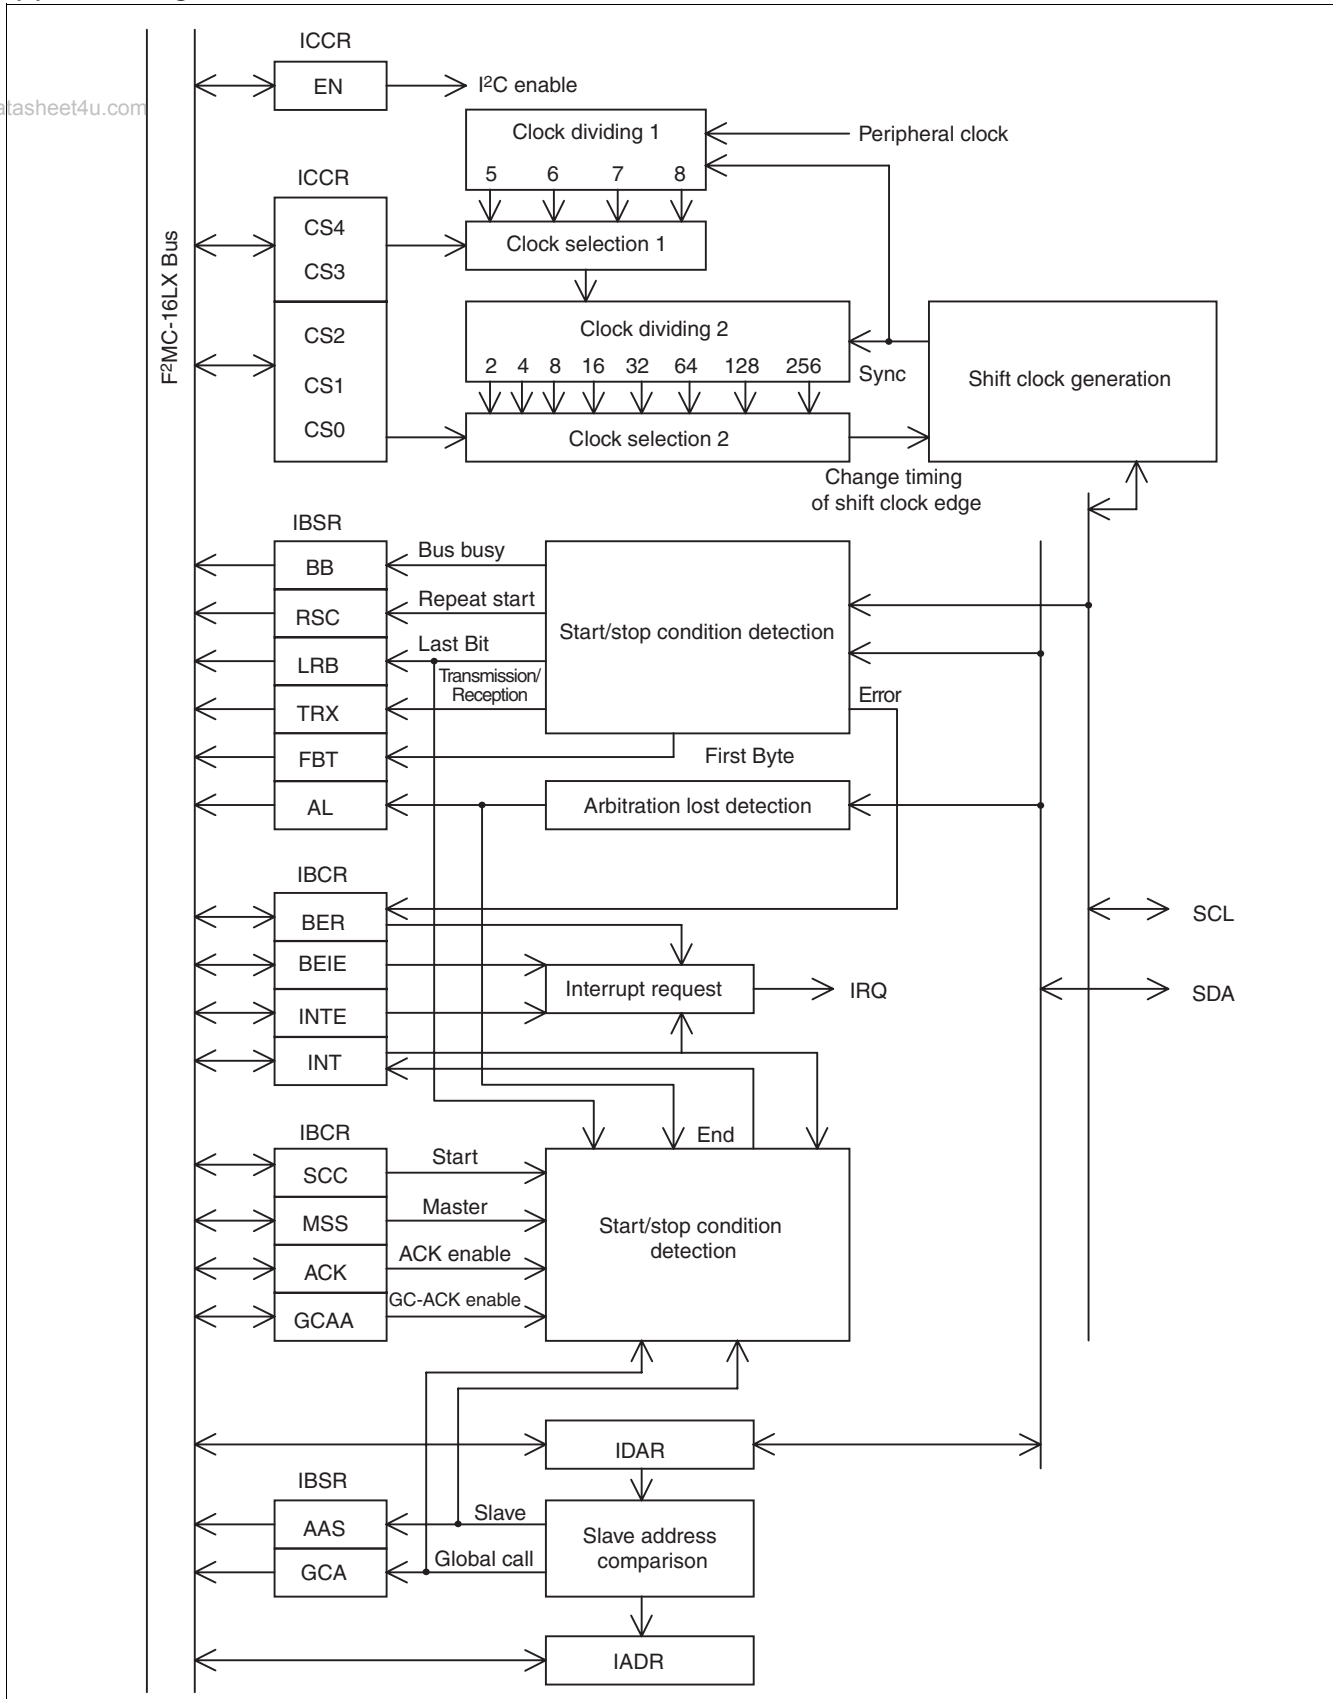 ICCR
EN
I²C enable
atasheet4u.com
Clock dividing 1
Peripheral clock
5 6 7 8
ICCR
CS4
CS3
Clock selection 1
F²MC-16LX Bus
CS2
CS1
CS0
Clock dividing 2
2 4 8 16 32 64 128 256
Sync
Shift clock generation
Clock selection 2
Change timing
of shift clock edge
IBSR
BB
Bus busy
RSC
Repeat start
Start/stop condition detection
LRB
Last Bit
Transmission/
Reception
TRX
Error
FBT
First Byte
AL
Arbitration lost detection
IBCR
BER
SCL
BEIE
Interrupt request
IRQ
SDA
INTE
INT
End
IBCR
SCC
Start
MSS
Master
Start/stop condition
detection
ACK
ACK enable
GCAA
GC-ACK enable
IDAR
IBSR
AAS
Slave
Slave address
comparison
GCA
Global call
IADR